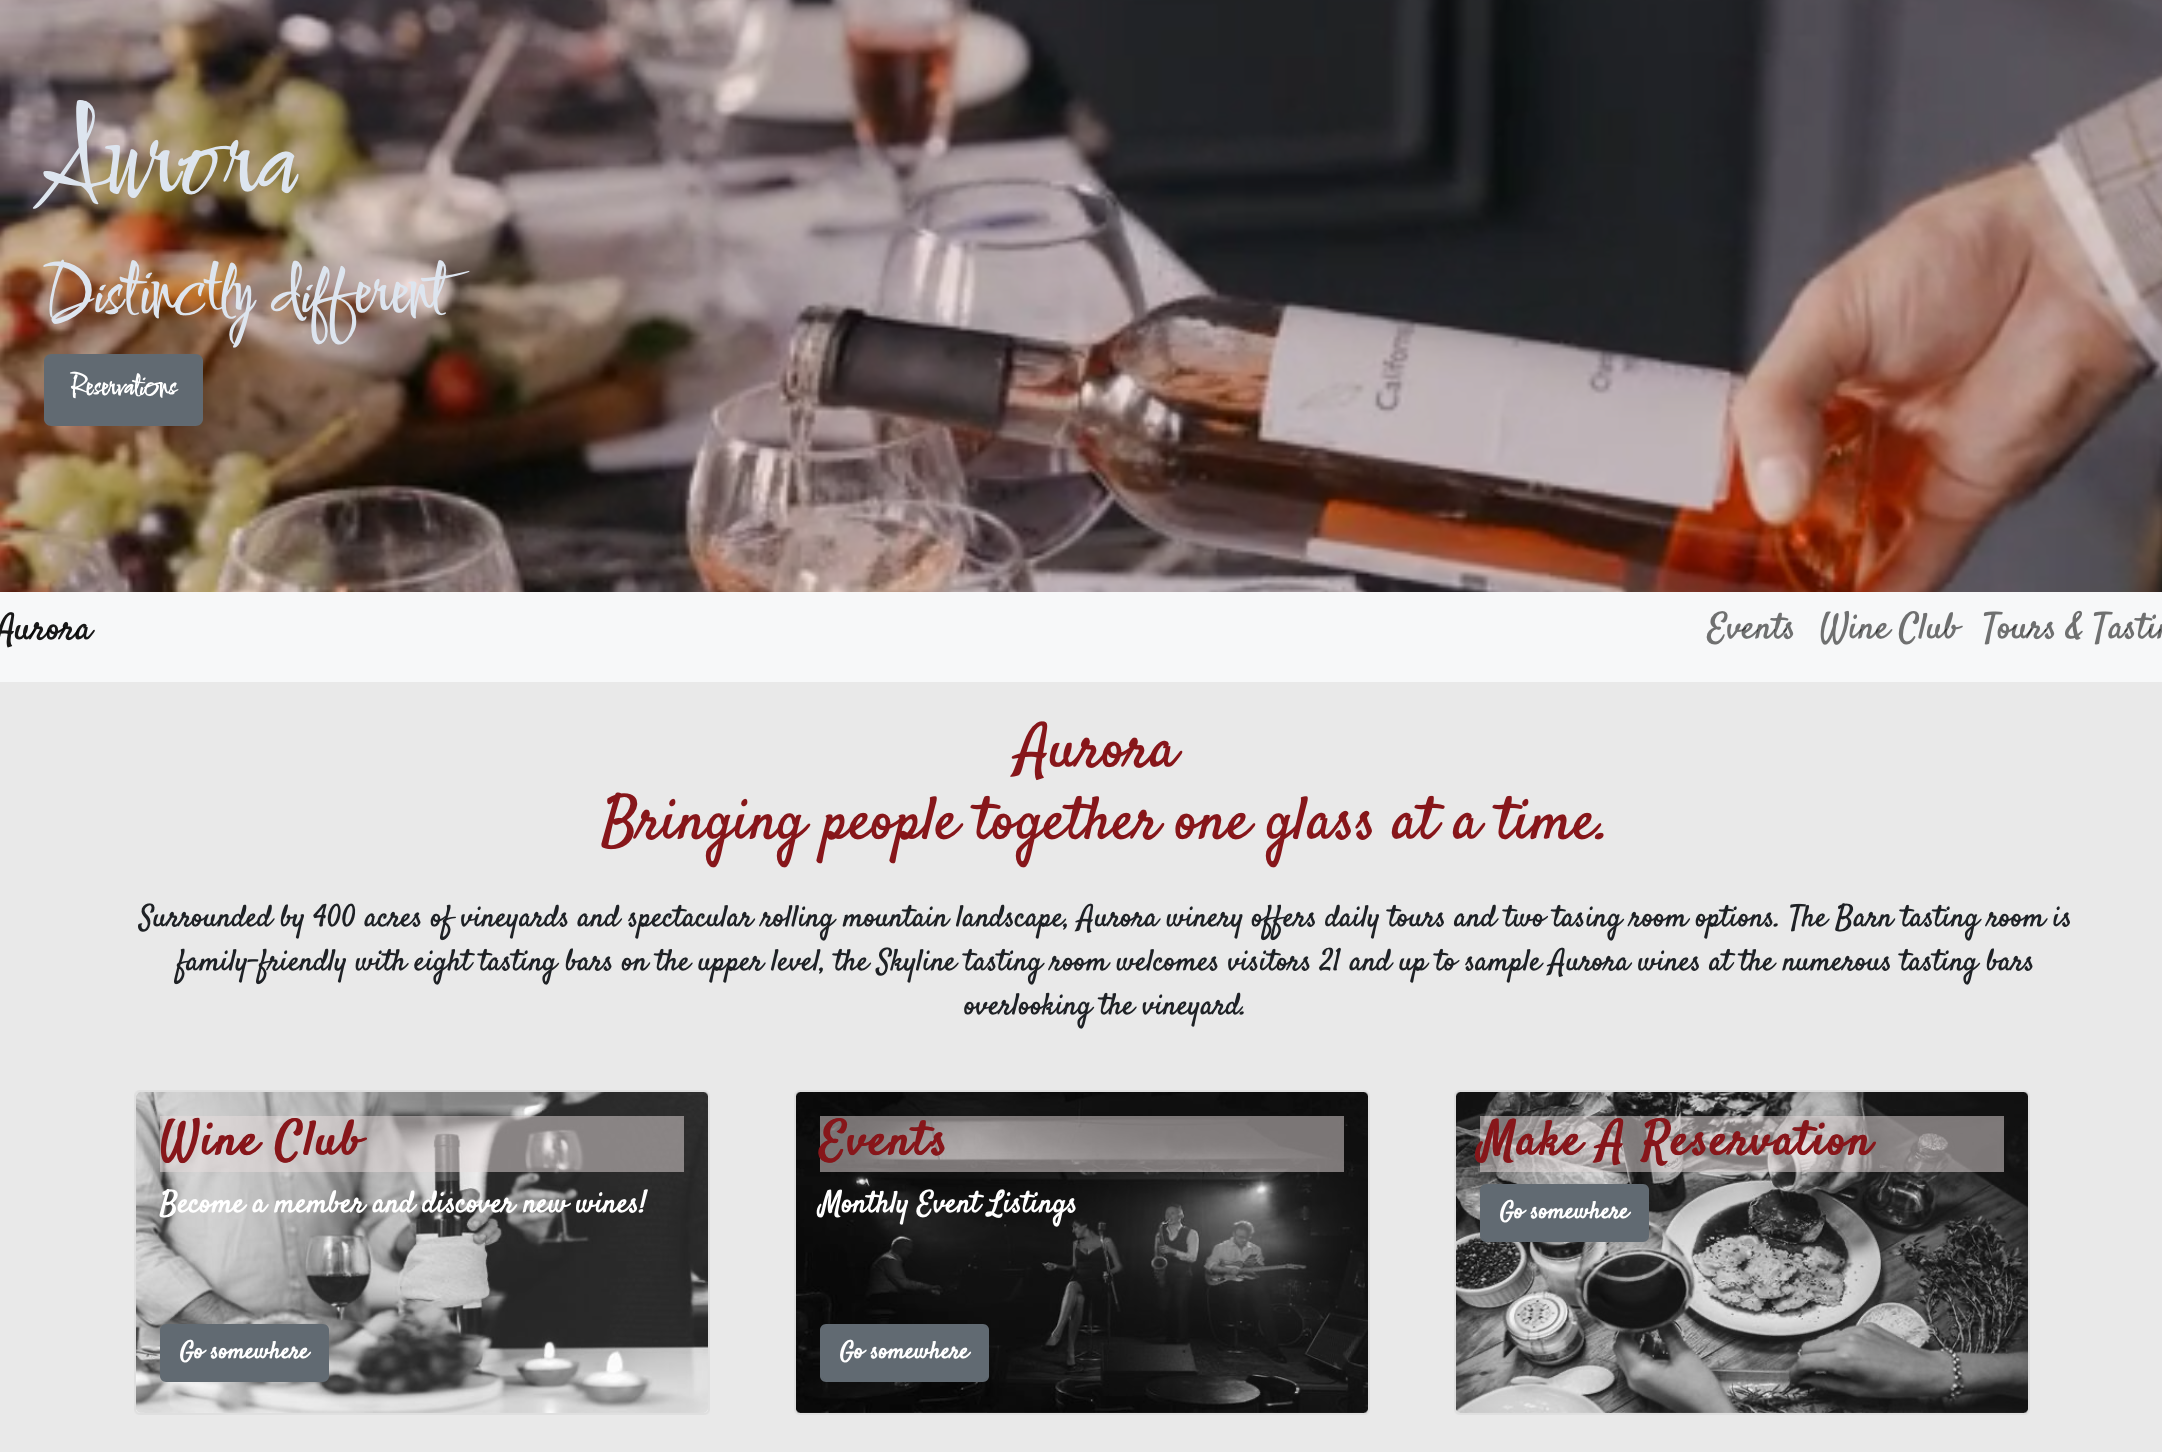 Aurora
Distinctly different
Reservations
Aurora
Events Wine Club Tours &
Aurora
Bringing people together one glass at a time.
Surrounded by 400 acres of vineyards and spectacular rolling mountain landscape, Aurora winery offers daily tours and two tasing room options. The Barn tasting room is
family-friendly with eight tasting bars on the upper level, the Skyline tasting room welcomes visitors 21 and up to sample Aurora wines at the numerous tasting bars
overlooking the vineyard.
Wine Club
Become a member and discover new wines!
Go somewhere
Events
Monthly Event Listings
Go somewhere
Make A Reservation
Go somewhere